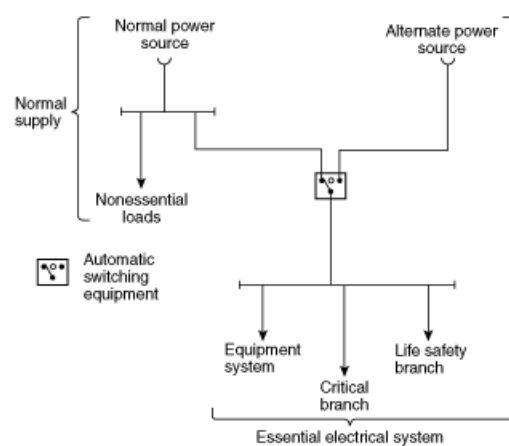 Normal power
source
Alternate power
source
Normal
supply
Nonessential
loads
Automatic
switching
equipment
Equipment
system
Critical
branch
Life safety
branch
Essential electrical system